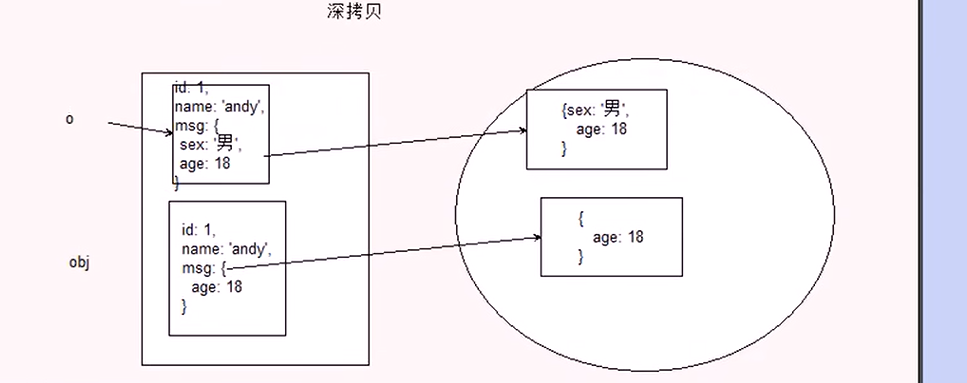 深拷贝
o
id: 1,
name: 'andy',
msg: {
sex: '男',
age: 18
}
{sex: '男',
age: 18
}
obj
id: 1,
name: 'andy',
msg: {
age: 18
}
{
age: 18
}